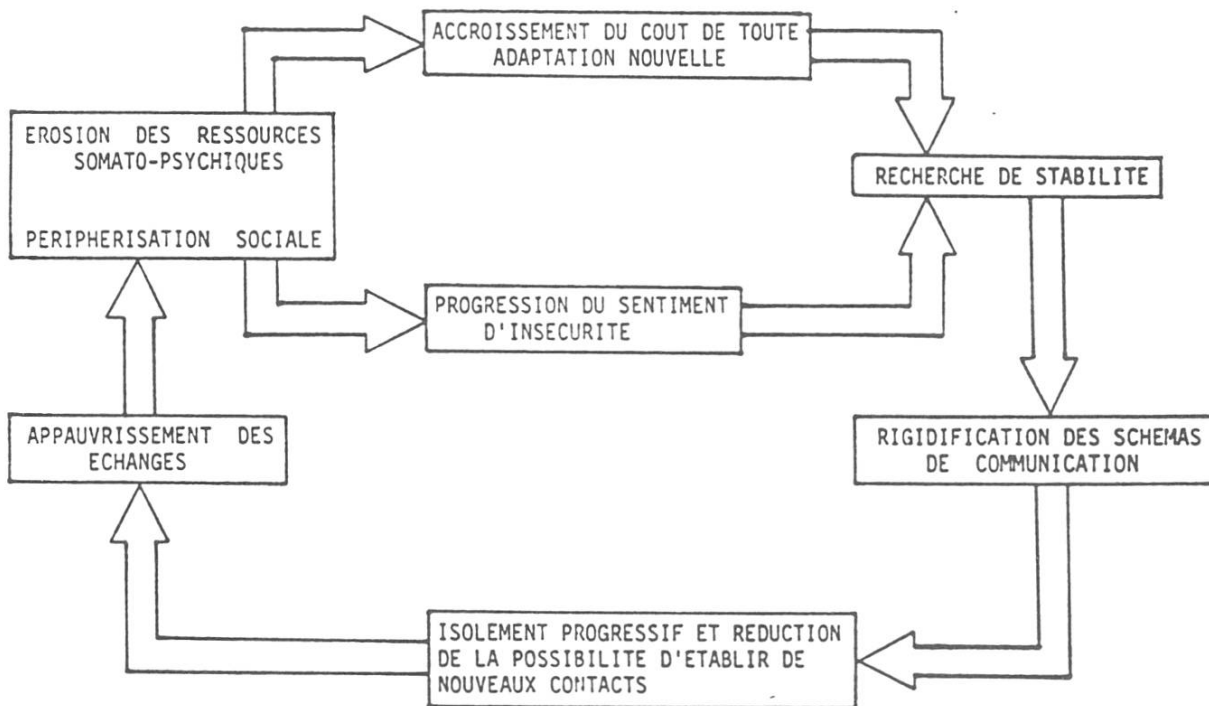 ACCROISSEMENT DU COUT DE TOUTE
ADAPTATION NOUVELLE
EROSION DES RESSOURCES
SOMATO-PSYCHIQUES
PERIPHERISATION SOCIALE
RECHERCHE DE STABILITE
PROGRESSION DU SENTIMENT
D'INSECURITE
APPAUVRISSEMENT DES
ECHANGES
RIGIDIFICATION DES SCHEMAS
DE COMMUNICATION
ISOLEMENT PROGRESSIF ET REDUCTION
DE LA POSSIBILITE D'ETABLIR DE
NOUVEAUX CONTACTS